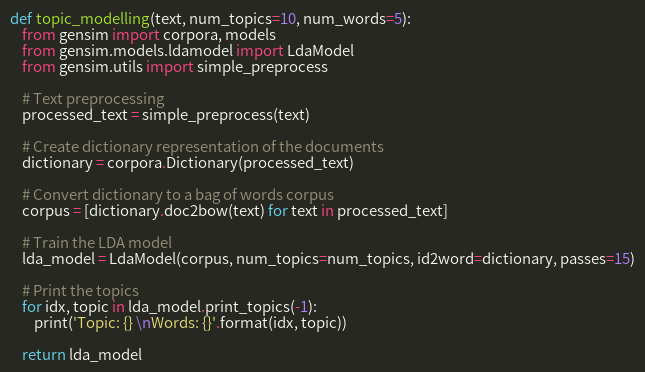 def topic_modelling(text, num_topics=10, num_words=5):
    from gensim import corpora, models
    from gensim.models.ldamodel import LdaModel
    from gensim.utils import simple_preprocess

    # Text preprocessing
    processed_text = simple_preprocess(text)

    # Create dictionary representation of the documents
    dictionary = corpora.Dictionary(processed_text)

    # Convert dictionary to a bag of words corpus
    corpus = [dictionary.doc2bow(text) for text in processed_text]

    # Train the LDA model
    lda_model = LdaModel(corpus, num_topics=num_topics, id2word=dictionary, passes=15)

    # Print the topics
    for idx, topic in lda_model.print_topics(-1):
        print('Topic: {} \nWords: {}'.format(idx, topic))

    return lda_model